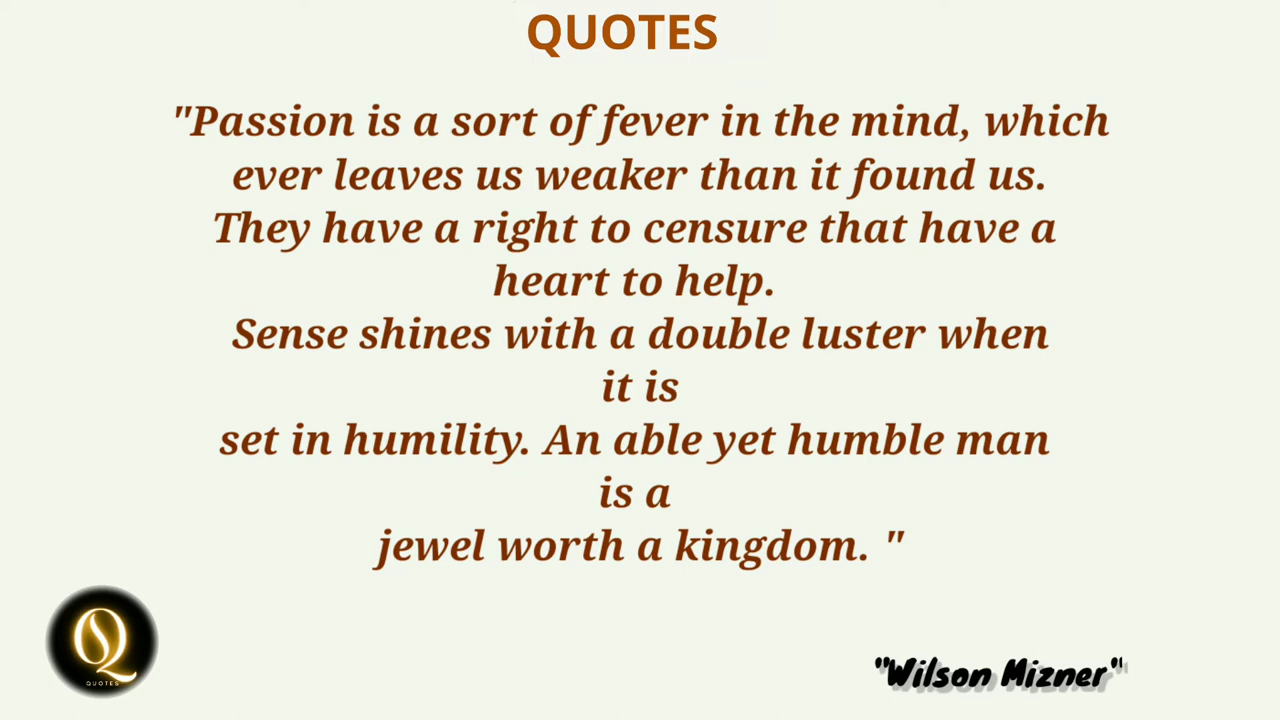 QUOTES
"Passion is a sort of fever in the mind, which
ever leaves us weaker than it found us.
They have a right to censure that have a
heart to help.
Sense shines with a double luster when
it is
set in humility. An able yet humble man
is a
jewel worth a kingdom. "
Q
QUOTES
"Wilson Mizner"